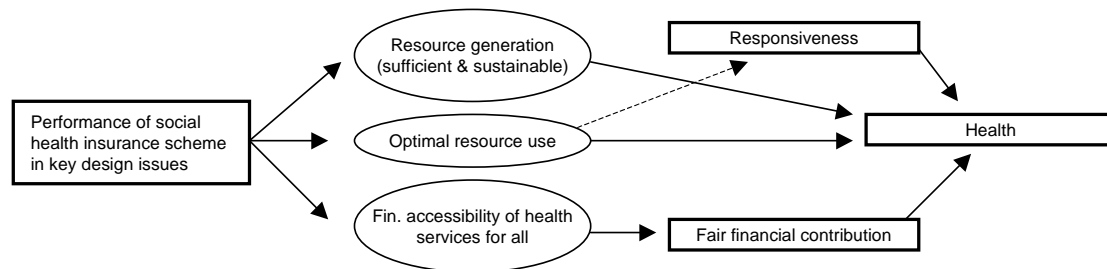 Resource generation
(sufficient & sustainable)
Responsiveness
Performance of social
health insurance scheme
in key design issues
Optimal resource use
Health
Fin. accessibility of health
services for all
Fair financial contribution